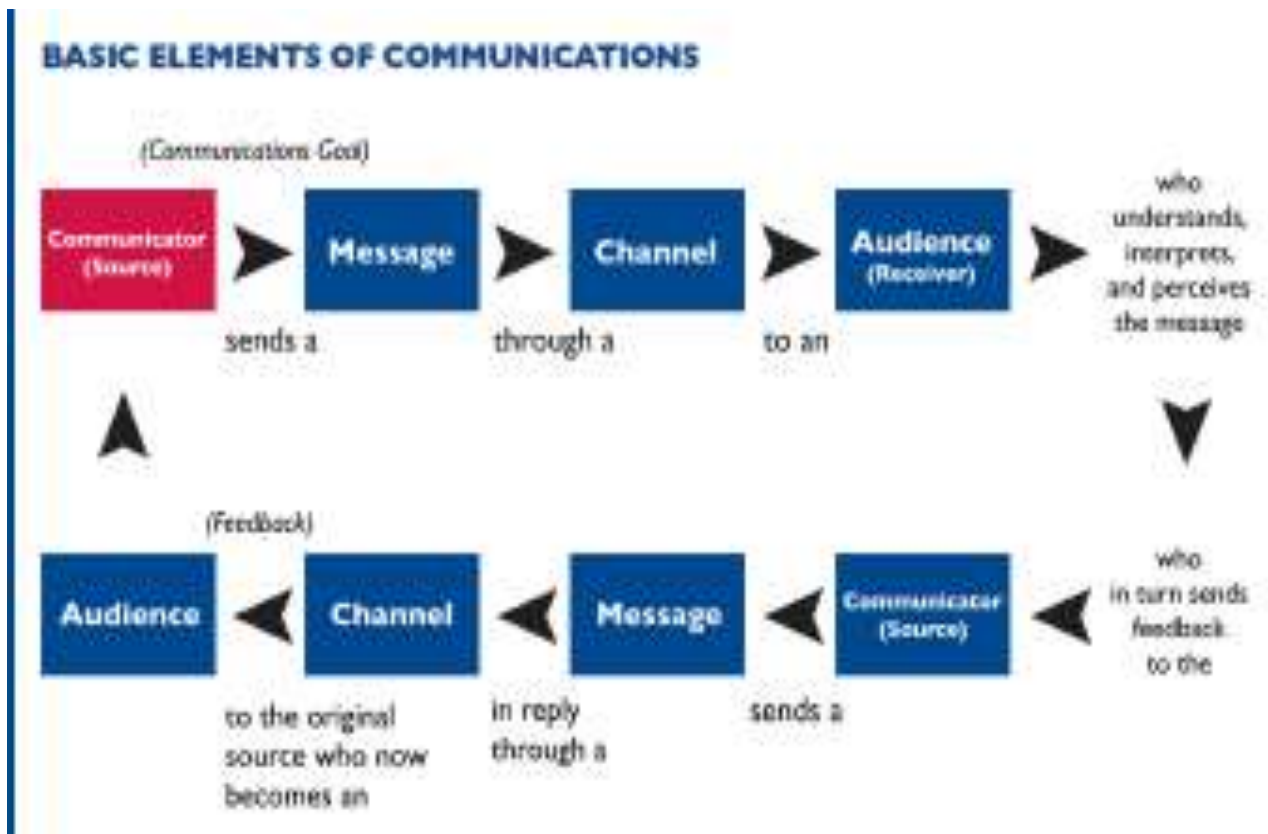 BASIC ELEMENTS OF COMMUNICATIONS
(Communications Goal)
Communicator
(Source)
sends a
Message
through a
Channel
to an
Audience
(Receiver)
who
understands,
interprets,
and perceives
the message
who
in turn sends
feedback
to the
Communicator
(Source)
sends a
Message
in reply
through a
Channel
(Feedback)
to the original
source who now
becomes an
Audience